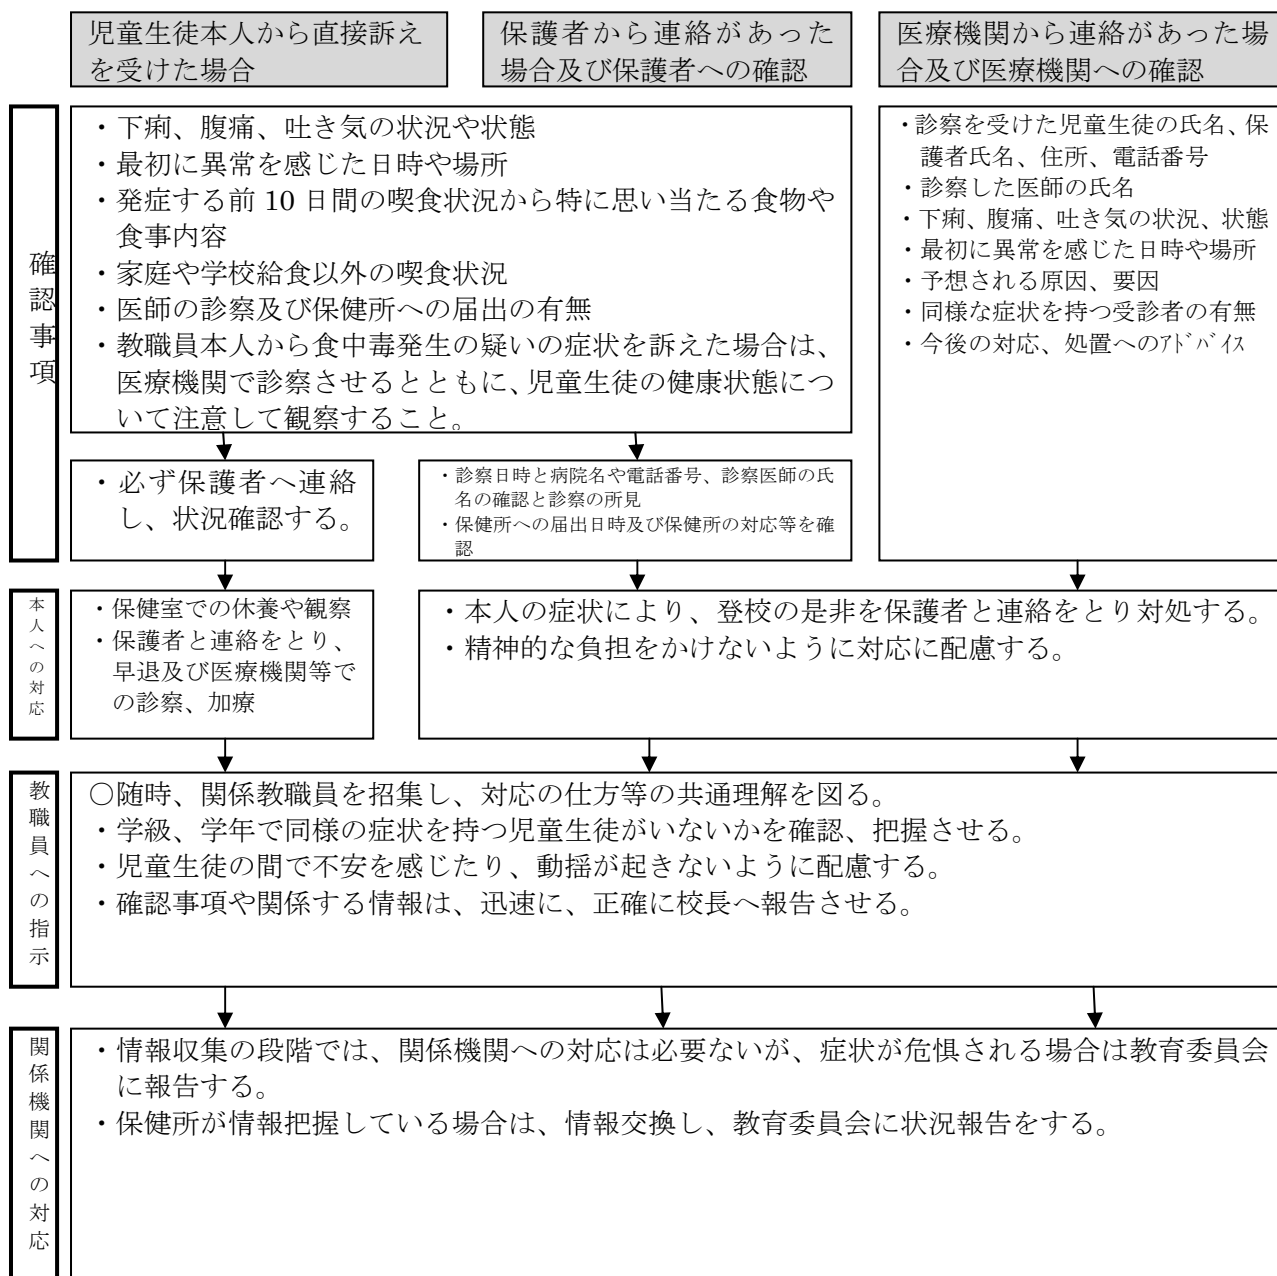 児童生徒本人から直接訴え
を受けた場合
保護者から連絡があった
場合及び保護者への確認
医療機関から連絡があった場
合及び医療機関への確認
確認事項
・下痢、腹痛、吐き気の状況や状態
・最初に異常を感じた日時や場所
・発症する前 10 日間の喫食状況から特に思い当たる食物や
食事内容
・家庭や学校給食以外の喫食状況
・医師の診察及び保健所への届出の有無
・教職員本人から食中毒発生の疑いの症状を訴えた場合は、
医療機関で診察させるとともに、児童生徒の健康状態につ
いて注意して観察すること。
・診察を受けた児童生徒の氏名、保
護者氏名、住所、電話番号
・診察した医師の氏名
・下痢、腹痛、吐き気の状況、状態
・最初に異常を感じた日時や場所
・予想される原因、要因
・同様な症状を持つ受診者の有無
・今後の対応、処置へのｱﾄﾞﾊﾞｲｽ
・必ず保護者へ連絡
し、状況確認する。
・診察日時と病院名や電話番号、診察医師の氏
名の確認と診察の所見
・保健所への届出日時及び保健所の対応等を確
認
本人への対応
・保健室での休養や観察
・保護者と連絡をとり、
早退及び医療機関等で
の診察、加療
・本人の症状により、登校の是非を保護者と連絡をとり対処する。
・精神的な負担をかけないように対応に配慮する。
教職員への指示
○随時、関係教職員を招集し、対応の仕方等の共通理解を図る。
・学級、学年で同様の症状を持つ児童生徒がいないかを確認、把握させる。
・児童生徒の間で不安を感じたり、動揺が起きないように配慮する。
・確認事項や関係する情報は、迅速に、正確に校長へ報告させる。
関係機関への対応
・情報収集の段階では、関係機関への対応は必要ないが、症状が危惧される場合は教育委員会
に報告する。
・保健所が情報把握している場合は、情報交換し、教育委員会に状況報告をする。